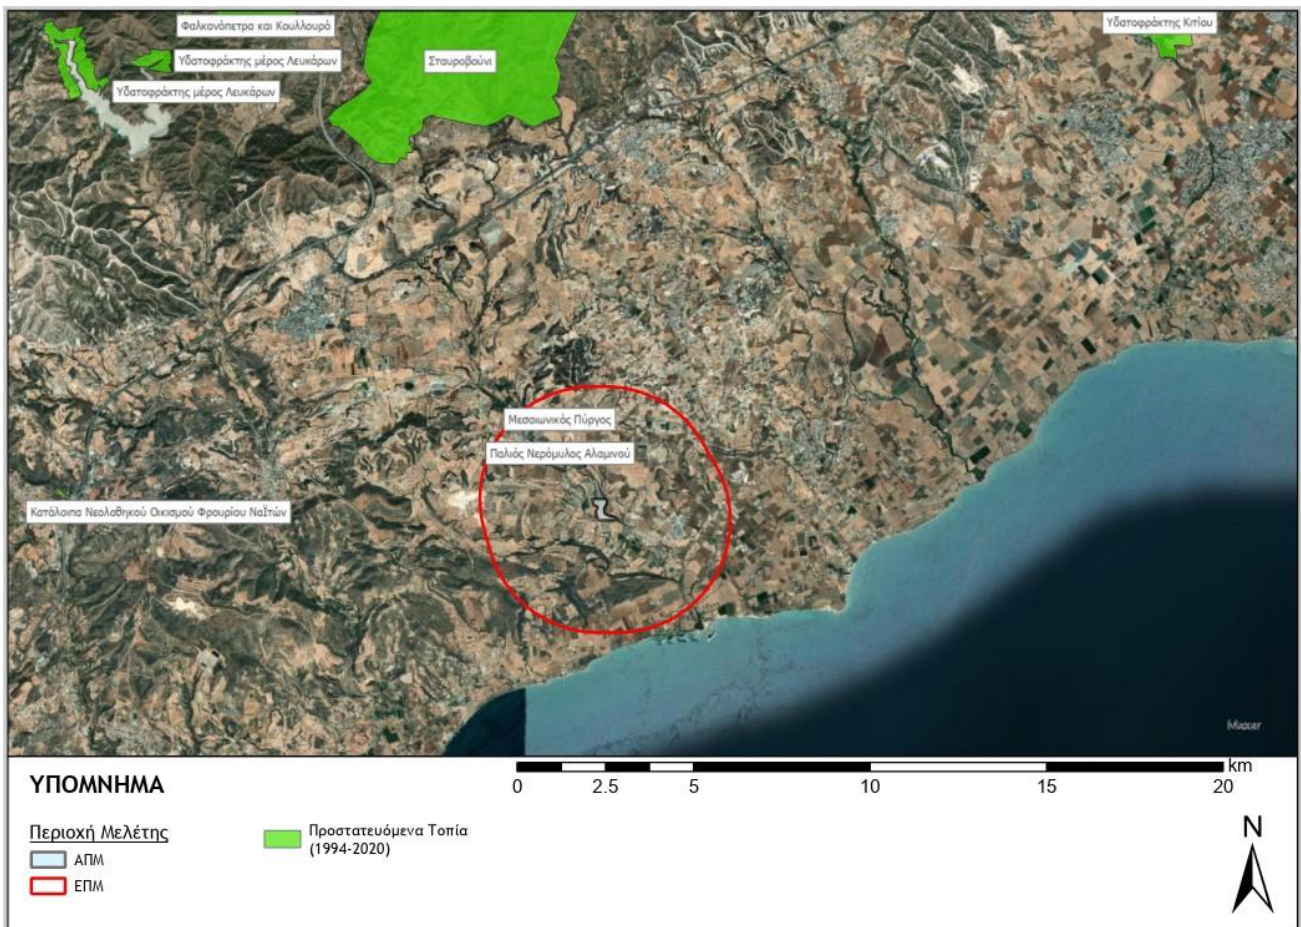 Φαλκονόπετρα και Κουλλουρό
Υδατοφράκτης μέρος Λευκάρων
Υδατοφράκτης μέρος Λευκάρων
Σταυροβούνι
Υδατοφράκτης Κιτίου
Μεσαιωνικός Πύργος
Παλιός Νερόμυλος Αλαμινού
Κατάλοιπα Νεολοθηκού Οικισμού Φρουρίου Ναϊτών
Maxar
ΥΠΟΜΝΗΜΑ
0 2.5 5 10 15 20 km
Περιοχή Μελέτης
ΑΠΜ
ΕΠΜ
Προστατευόμενα Τοπία
(1994-2020)
N